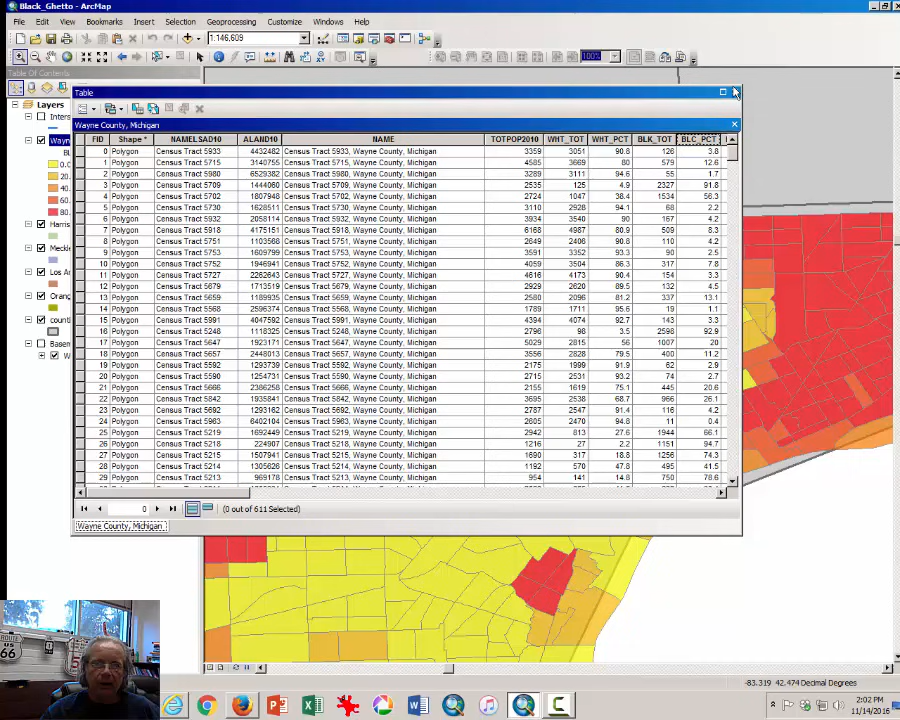 Black_Ghetto - ArcMap
File Edit View Bookmarks Insert Selection Geoprocessing Customize Windows Help
1:146,609
100%
Table Of Contents
Layers
Inters
Wayn
BL
0.0
20.
40.
60.
80.
Harris
Meckle
Los Ar
Orang
count
Basen
W
Table
Wayne County, Michigan
FID Shape * NAMELSAD10 ALAND10 NAME TOTPOP2010 WHT_TOT WHT_PCT BLK_TOT BLC_PCT
0 Polygon Census Tract 5933 4432482 Census Tract 5933, Wayne County, Michigan 3359 3051 90.8 126 3.8
1 Polygon Census Tract 5715 3140755 Census Tract 5715, Wayne County, Michigan 4585 3669 80 579 12.6
2 Polygon Census Tract 5980 6529382 Census Tract 5980, Wayne County, Michigan 3289 3111 94.6 55 1.7
3 Polygon Census Tract 5709 1444060 Census Tract 5709, Wayne County, Michigan 2535 125 4.9 2327 91.8
4 Polygon Census Tract 5702 1807948 Census Tract 5702, Wayne County, Michigan 2724 1047 38.4 1534 56.3
5 Polygon Census Tract 5730 1628511 Census Tract 5730, Wayne County, Michigan 3110 2928 94.1 68 2.2
6 Polygon Census Tract 5932 2058114 Census Tract 5932, Wayne County, Michigan 3934 3540 90 167 4.2
7 Polygon Census Tract 5918 4175151 Census Tract 5918, Wayne County, Michigan 6168 4987 80.9 509 8.3
8 Polygon Census Tract 5751 1103568 Census Tract 5751, Wayne County, Michigan 2649 2406 90.8 110 4.2
9 Polygon Census Tract 5753 1609799 Census Tract 5753, Wayne County, Michigan 3591 3352 93.3 90 2.5
10 Polygon Census Tract 5752 1946941 Census Tract 5752, Wayne County, Michigan 4059 3504 86.3 317 7.8
11 Polygon Census Tract 5727 2262643 Census Tract 5727, Wayne County, Michigan 4616 4173 90.4 154 3.3
12 Polygon Census Tract 5679 1713519 Census Tract 5679, Wayne County, Michigan 2929 2620 89.5 132 4.5
13 Polygon Census Tract 5659 1189935 Census Tract 5659, Wayne County, Michigan 2580 2096 81.2 337 13.1
14 Polygon Census Tract 5568 2596374 Census Tract 5568, Wayne County, Michigan 1789 1711 95.6 19 1.1
15 Polygon Census Tract 5991 4047592 Census Tract 5991, Wayne County, Michigan 4394 4074 92.7 143 3.3
16 Polygon Census Tract 5248 1118325 Census Tract 5248, Wayne County, Michigan 2796 98 3.5 2598 92.9
17 Polygon Census Tract 5647 1923171 Census Tract 5647, Wayne County, Michigan 5029 2815 56 1007 20
18 Polygon Census Tract 5657 2448013 Census Tract 5657, Wayne County, Michigan 3556 2828 79.5 400 11.2
19 Polygon Census Tract 5592 1293739 Census Tract 5592, Wayne County, Michigan 2175 1999 91.9 62 2.9
20 Polygon Census Tract 5590 1254731 Census Tract 5590, Wayne County, Michigan 2715 2531 93.2 74 2.7
21 Polygon Census Tract 5666 2386258 Census Tract 5666, Wayne County, Michigan 2155 1619 75.1 445 20.6
22 Polygon Census Tract 5842 1935841 Census Tract 5842, Wayne County, Michigan 3695 2540 68.7 966 26.1
23 Polygon Census Tract 5692 1293162 Census Tract 5692, Wayne County, Michigan 2787 2547 91.4 116 4.2
24 Polygon Census Tract 5963 6402101 Census Tract 5963, Wayne County, Michigan 2605 2470 94.8 11 0.4
25 Polygon Census Tract 5219 1692449 Census Tract 5219, Wayne County, Michigan 2942 813 27.6 1944 66.1
26 Polygon Census Tract 5218 224907 Census Tract 5218, Wayne County, Michigan 1216 27 2.2 1151 94.7
27 Polygon Census Tract 5215 1507941 Census Tract 5215, Wayne County, Michigan 1690 317 18.8 1256 74.3
28 Polygon Census Tract 5214 1305626 Census Tract 5214, Wayne County, Michigan 1192 570 47.8 495 41.5
29 Polygon Census Tract 5213 969178 Census Tract 5213, Wayne County, Michigan 954 141 14.8 750 78.6
0
(0 out of 611 Selected)
Wayne County, Michigan
ROUTE
US
66
-83.319 42.474 Decimal Degrees
2:02 PM
11/14/2016